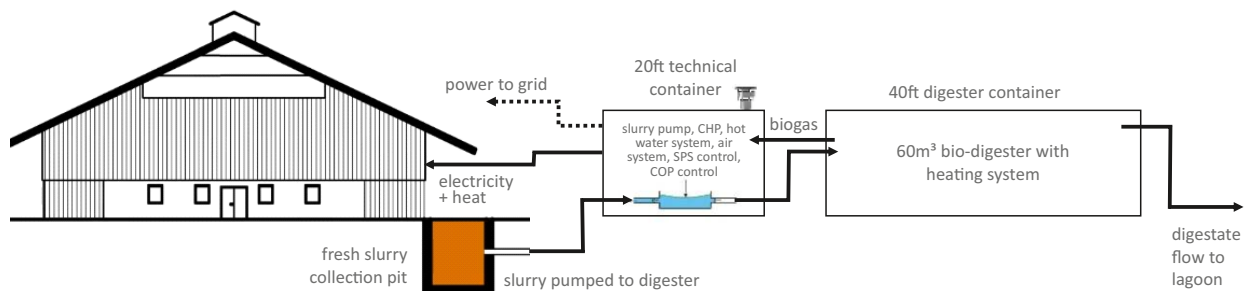 power to grid
electricity
+ heat
fresh slurry
collection pit
slurry pumped to digester
20ft technical
container
slurry pump, CHP, hot
water system, air
system, SPS control,
COP control
biogas
40ft digester container
60m³ bio-digester with
heating system
digestate
flow to
lagoon